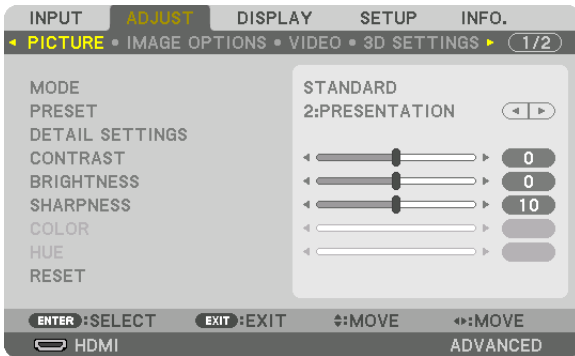 INPUT ADJUST DISPLAY SETUP INFO.
PICTURE • IMAGE OPTIONS • VIDEO • 3D SETTINGS 1/2
MODE STANDARD
PRESET 2:PRESENTATION
DETAIL SETTINGS
CONTRAST 0
BRIGHTNESS 0
SHARPNESS 10
COLOR
HUE
RESET
ENTER :SELECT EXIT :EXIT :MOVE :MOVE
HDMI ADVANCED